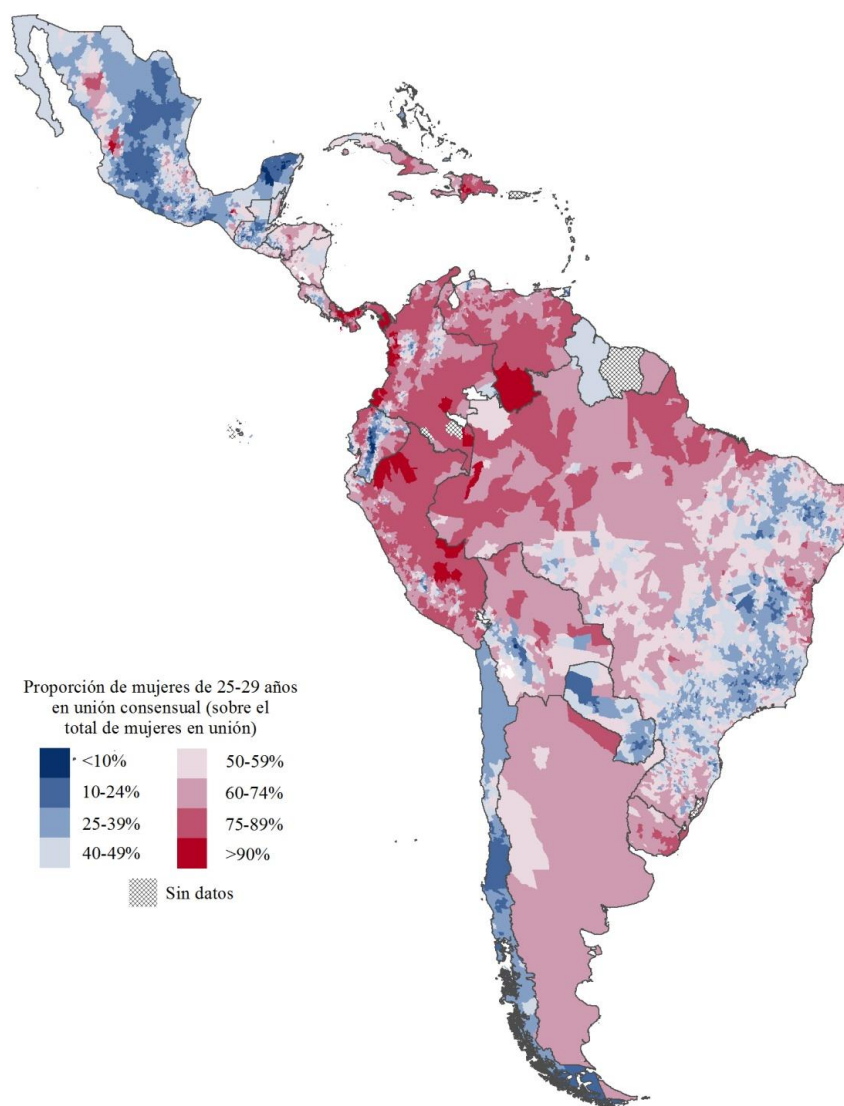 Proporción de mujeres de 25-29 años
en unión consensual (sobre el
total de mujeres en unión)
<10%
10-24%
25-39%
40-49%
50-59%
60-74%
75-89%
>90%
Sin datos